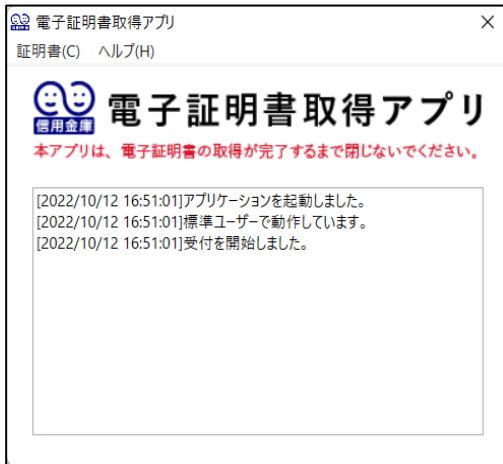 電子証明書取得アプリ
証明書(C) ヘルプ(H)
信用金庫 電子証明書取得アプリ
本アプリは、電子証明書の取得が完了するまで閉じないでください。
[2022/10/12 16:51:01]アプリケーションを起動しました。
[2022/10/12 16:51:01]標準ユーザーで動作しています。
[2022/10/12 16:51:01]受付を開始しました。